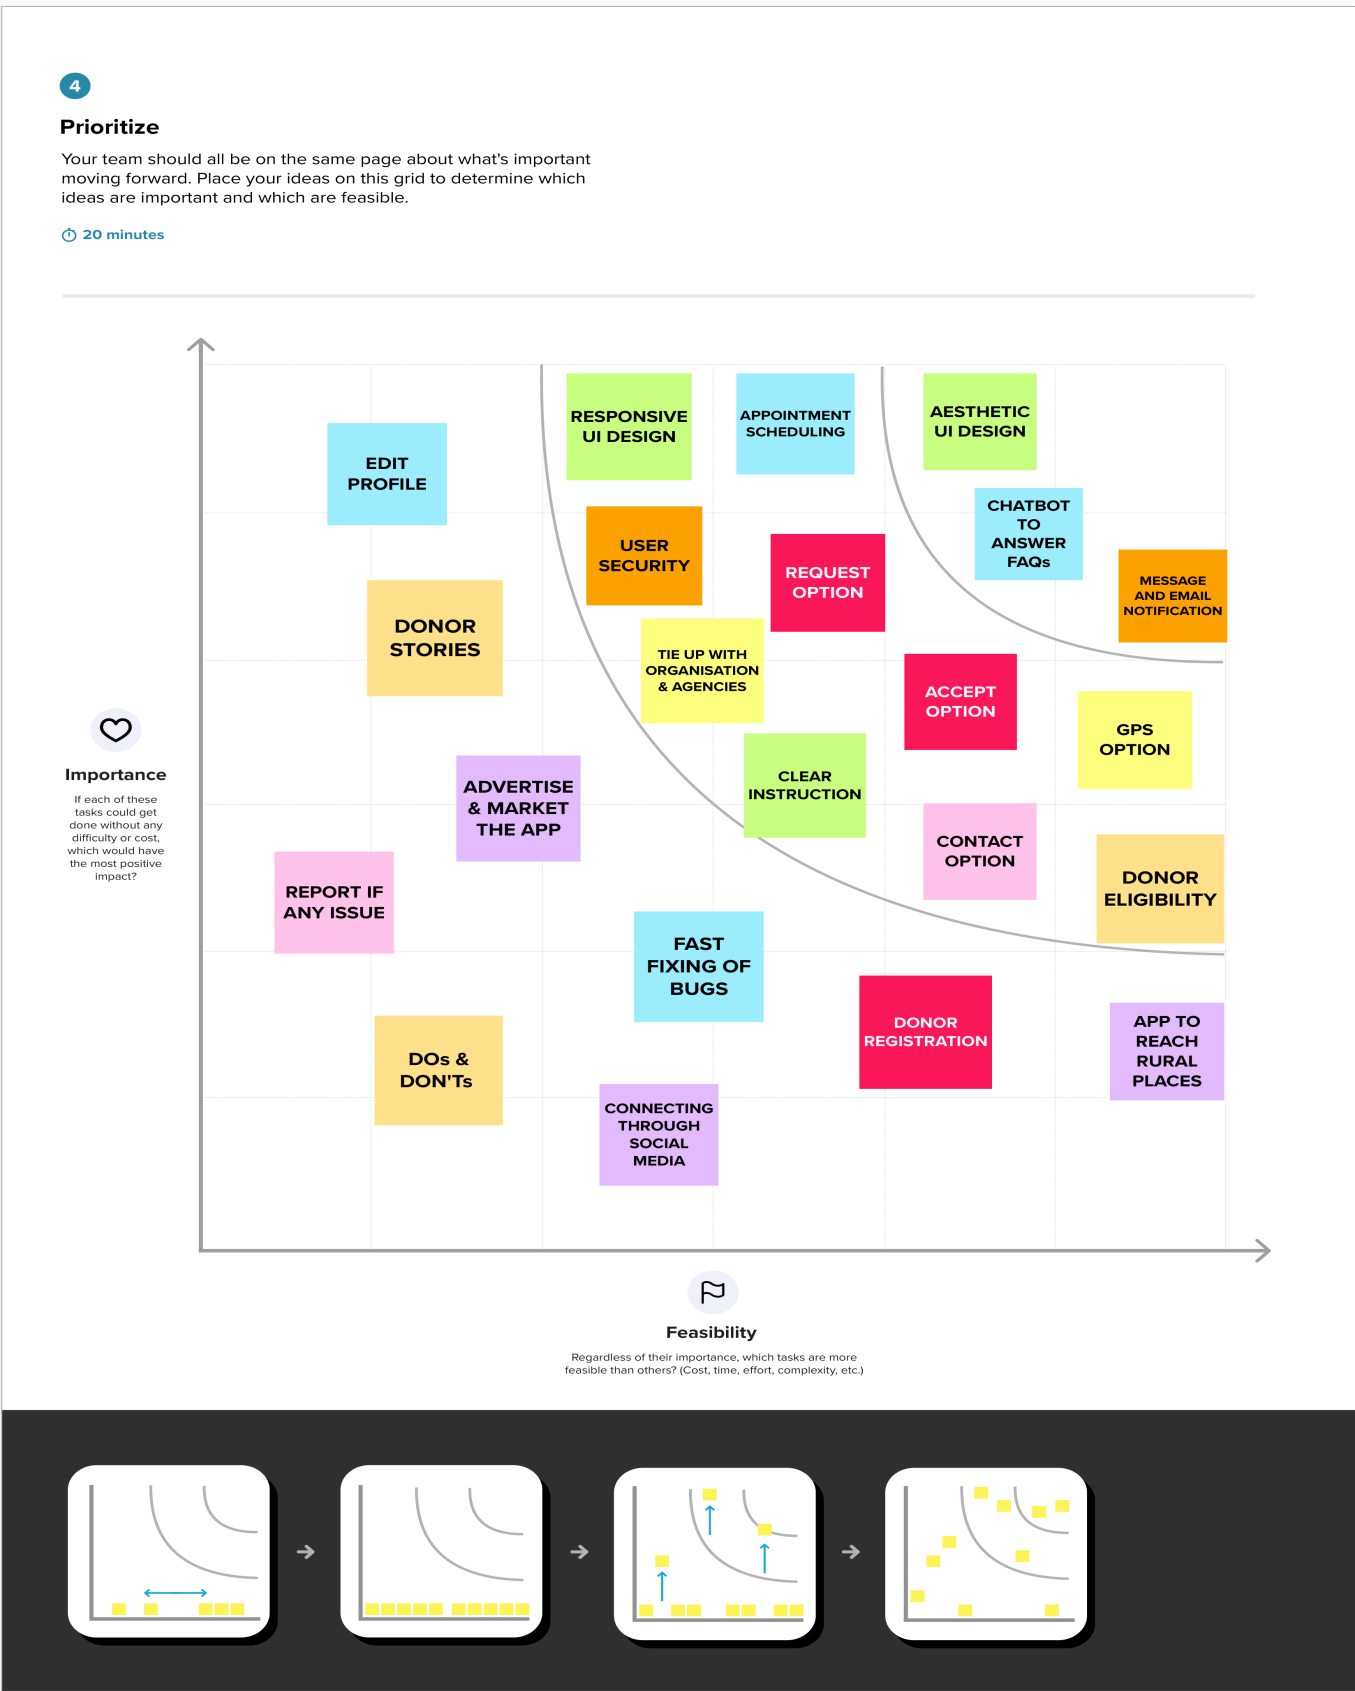 4
Prioritize
Your team should all be on the same page about what's important
moving forward. Place your ideas on this grid to determine which
ideas are important and which are feasible.
20 minutes
RESPONSIVE
UI DESIGN
APPOINTMENT
SCHEDULING
AESTHETIC
UI DESIGN
EDIT
PROFILE
CHATBOT
TO
ANSWER
FAQs
USER
SECURITY
REQUEST
OPTION
MESSAGE
AND EMAIL
NOTIFICATION
DONOR
STORIES
TIE UP WITH
ORGANISATION
& AGENCIES
ACCEPT
OPTION
GPS
OPTION
Importance
If each of these
tasks could get
done without any
difficulty or cost,
which would have
the most positive
impact?
ADVERTISE
& MARKET
THE APP
CLEAR
INSTRUCTION
CONTACT
OPTION
DONOR
ELIGIBILITY
REPORT IF
ANY ISSUE
FAST
FIXING OF
BUGS
DONOR
REGISTRATION
APP TO
REACH
RURAL
PLACES
DOs &
DON'Ts
CONNECTING
THROUGH
SOCIAL
MEDIA
Feasibility
Regardless of their importance, which tasks are more
feasible than others? (Cost, time, effort, complexity, etc.)